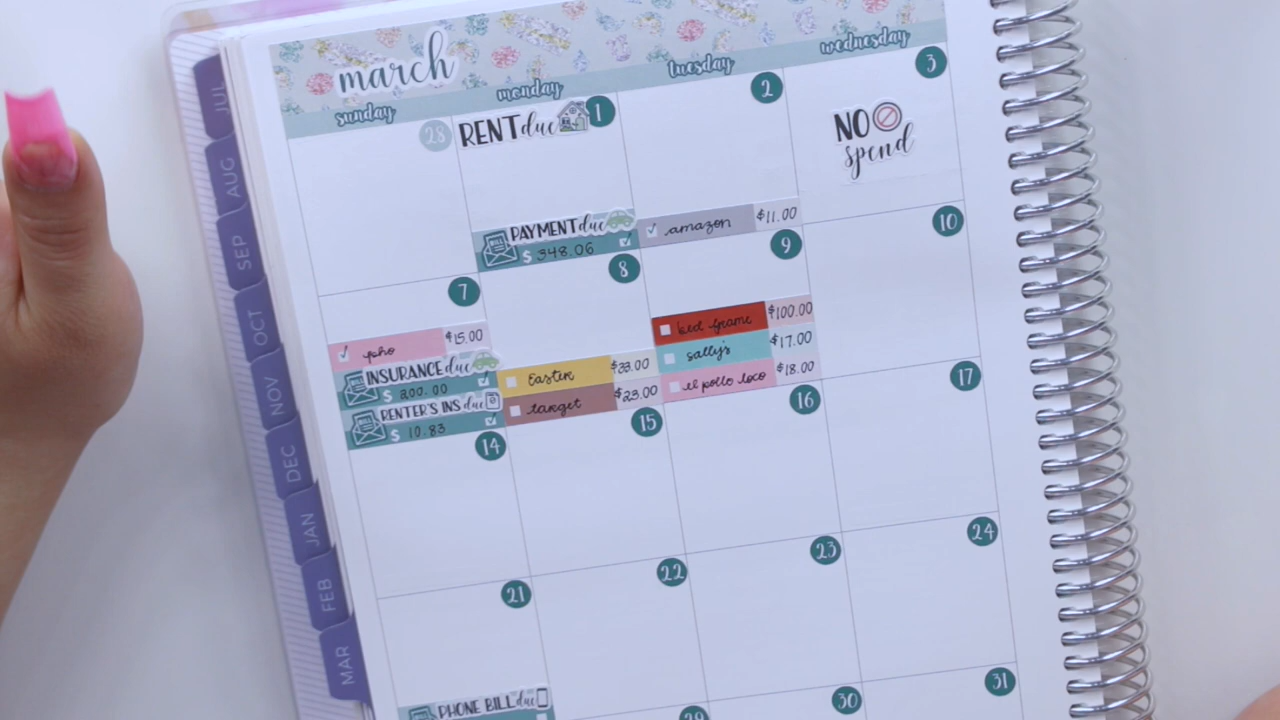 march
sunday
monday
tuesday
wednesday
28
RENT due
1
2
3
NO
spend
PAYMENT due
BILL
$ 348.06
amazon
$11.00
7
8
9
10
pho
$15.00
INSURANCE due
BILL
$ 200.00
RENTER'S INS due
BILL
$ 10.83
Easter
$33.00
target
$23.00
bed frame
$100.00
sally's
$17.00
el pollo loco
$18.00
14
15
16
17
21
22
23
24
PHONE BILL due
29
30
31
JUL
AUG
SEP
OCT
NOV
DEC
JAN
FEB
MAR